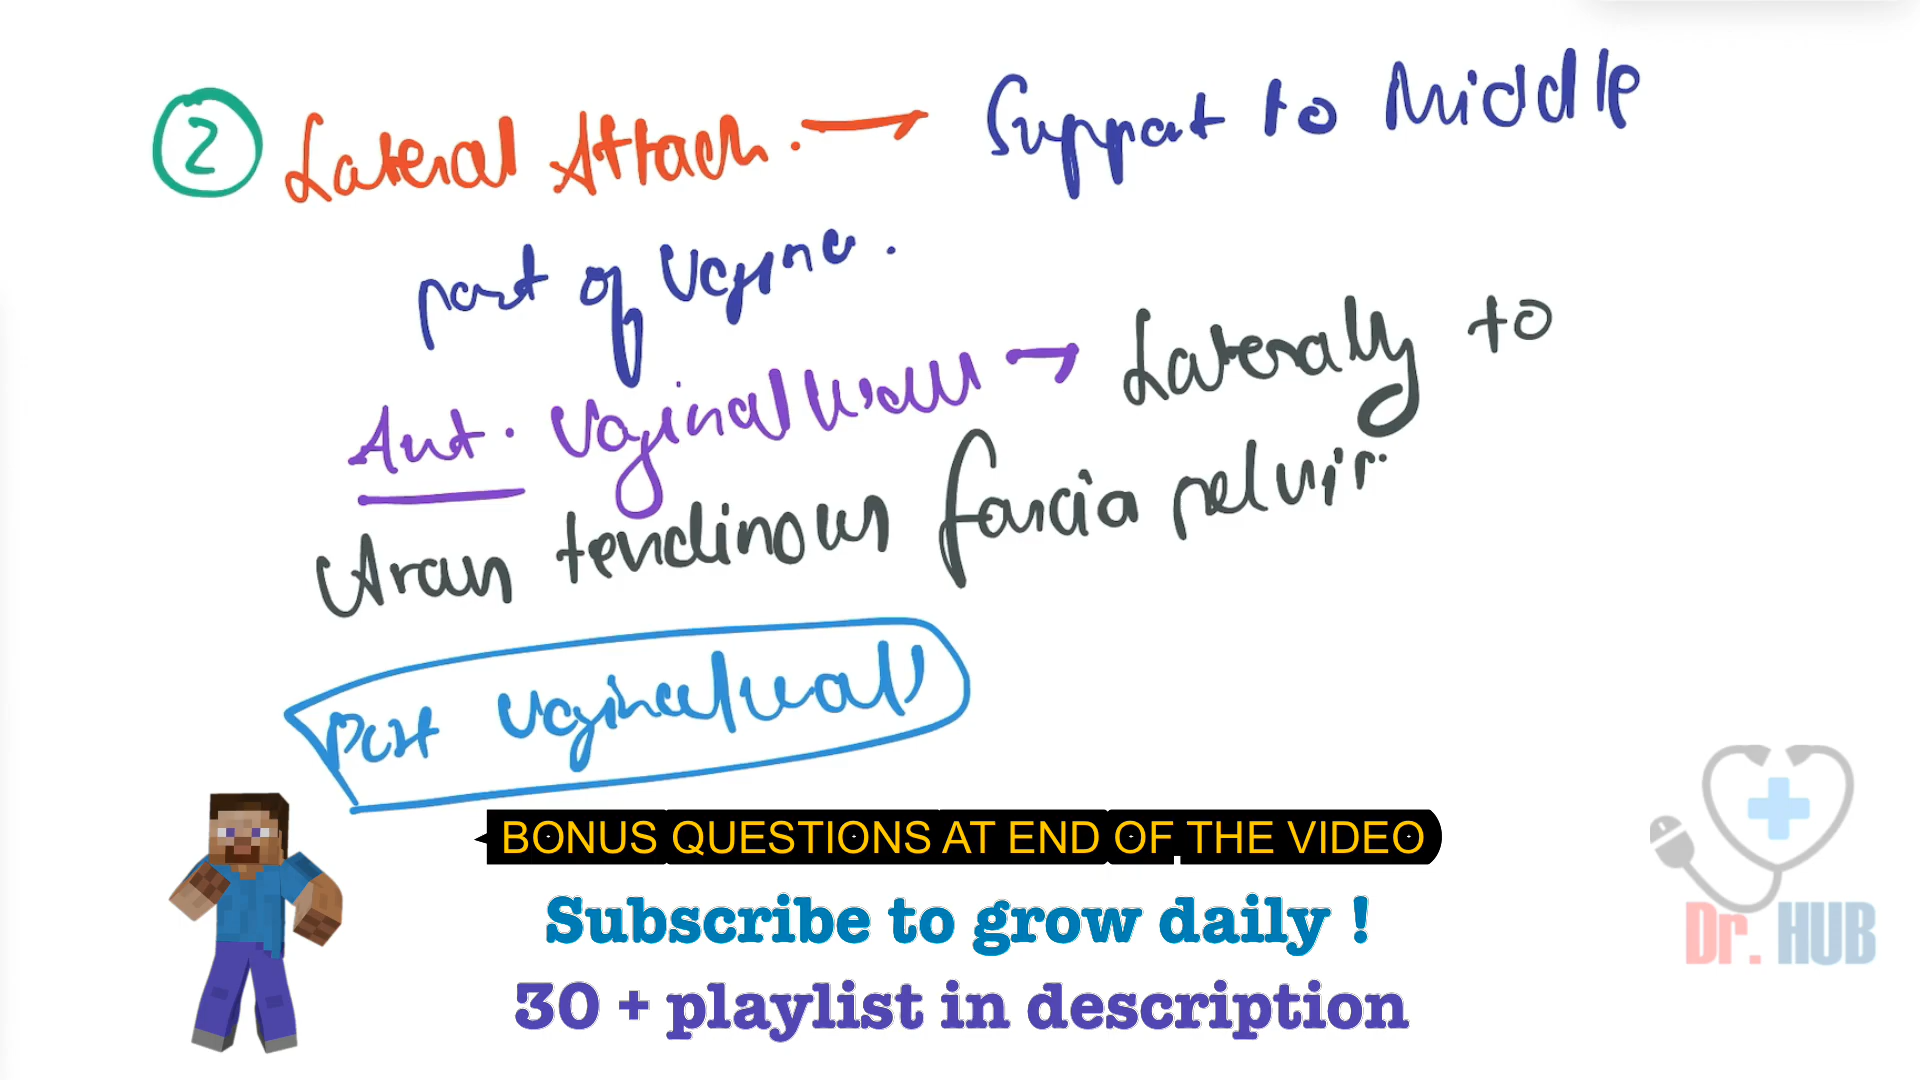 2 Lateral Attach. → Support to Middle
part of Vagina.
Ant. Vaginal wall → Laterally to
Arcus tendinous fascia pelvis.
Post Vaginal wall
BONUS QUESTIONS AT END OF THE VIDEO
Subscribe to grow daily !
30 + playlist in description
Dr. HUB